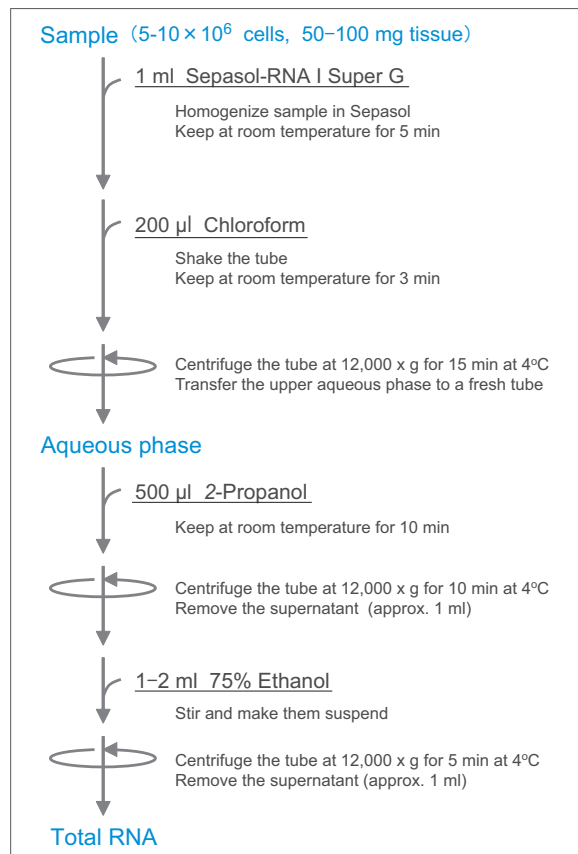 Sample (5-10 × 10⁶ cells, 50−100 mg tissue)
1 ml Sepasol-RNA I Super G
Homogenize sample in Sepasol
Keep at room temperature for 5 min
200 µl Chloroform
Shake the tube
Keep at room temperature for 3 min
Centrifuge the tube at 12,000 x g for 15 min at 4ºC
Transfer the upper aqueous phase to a fresh tube
Aqueous phase
500 µl 2-Propanol
Keep at room temperature for 10 min
Centrifuge the tube at 12,000 x g for 10 min at 4ºC
Remove the supernatant (approx. 1 ml)
1−2 ml 75% Ethanol
Stir and make them suspend
Centrifuge the tube at 12,000 x g for 5 min at 4ºC
Remove the supernatant (approx. 1 ml)
Total RNA